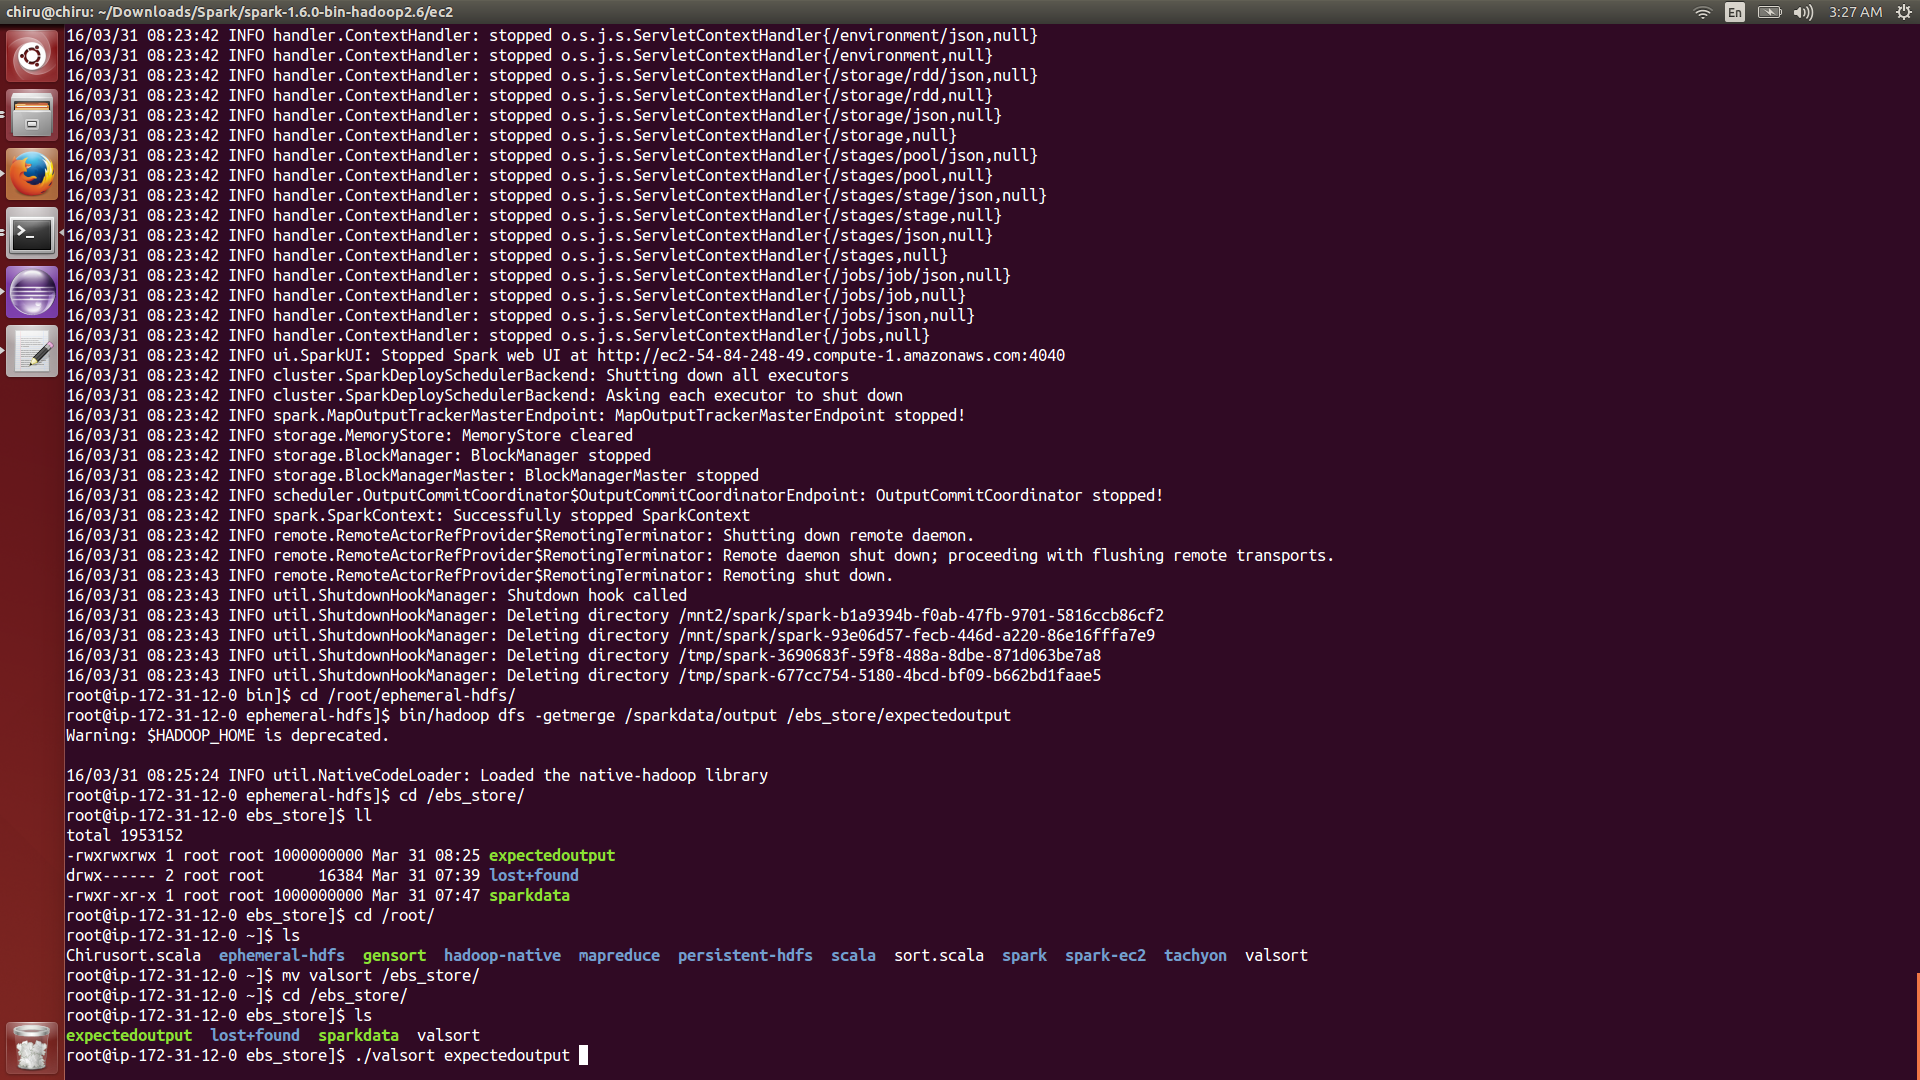 chiru@chiru: ~/Downloads/Spark/spark-1.6.0-bin-hadoop2.6/ec2
En
3:27 AM
16/03/31 08:23:42 INFO handler.ContextHandler: stopped o.s.j.s.ServletContextHandler{/environment/json,null}
16/03/31 08:23:42 INFO handler.ContextHandler: stopped o.s.j.s.ServletContextHandler{/environment,null}
16/03/31 08:23:42 INFO handler.ContextHandler: stopped o.s.j.s.ServletContextHandler{/storage/rdd/json,null}
16/03/31 08:23:42 INFO handler.ContextHandler: stopped o.s.j.s.ServletContextHandler{/storage/rdd,null}
16/03/31 08:23:42 INFO handler.ContextHandler: stopped o.s.j.s.ServletContextHandler{/storage/json,null}
16/03/31 08:23:42 INFO handler.ContextHandler: stopped o.s.j.s.ServletContextHandler{/storage,null}
16/03/31 08:23:42 INFO handler.ContextHandler: stopped o.s.j.s.ServletContextHandler{/stages/pool/json,null}
16/03/31 08:23:42 INFO handler.ContextHandler: stopped o.s.j.s.ServletContextHandler{/stages/pool,null}
16/03/31 08:23:42 INFO handler.ContextHandler: stopped o.s.j.s.ServletContextHandler{/stages/stage/json,null}
16/03/31 08:23:42 INFO handler.ContextHandler: stopped o.s.j.s.ServletContextHandler{/stages/stage,null}
16/03/31 08:23:42 INFO handler.ContextHandler: stopped o.s.j.s.ServletContextHandler{/stages/json,null}
16/03/31 08:23:42 INFO handler.ContextHandler: stopped o.s.j.s.ServletContextHandler{/stages,null}
16/03/31 08:23:42 INFO handler.ContextHandler: stopped o.s.j.s.ServletContextHandler{/jobs/job/json,null}
16/03/31 08:23:42 INFO handler.ContextHandler: stopped o.s.j.s.ServletContextHandler{/jobs/job,null}
16/03/31 08:23:42 INFO handler.ContextHandler: stopped o.s.j.s.ServletContextHandler{/jobs/json,null}
16/03/31 08:23:42 INFO handler.ContextHandler: stopped o.s.j.s.ServletContextHandler{/jobs,null}
16/03/31 08:23:42 INFO ui.SparkUI: Stopped Spark web UI at http://ec2-54-84-248-49.compute-1.amazonaws.com:4040
16/03/31 08:23:42 INFO cluster.SparkDeploySchedulerBackend: Shutting down all executors
16/03/31 08:23:42 INFO cluster.SparkDeploySchedulerBackend: Asking each executor to shut down
16/03/31 08:23:42 INFO spark.MapOutputTrackerMasterEndpoint: MapOutputTrackerMasterEndpoint stopped!
16/03/31 08:23:42 INFO storage.MemoryStore: MemoryStore cleared
16/03/31 08:23:42 INFO storage.BlockManager: BlockManager stopped
16/03/31 08:23:42 INFO storage.BlockManagerMaster: BlockManagerMaster stopped
16/03/31 08:23:42 INFO scheduler.OutputCommitCoordinator$OutputCommitCoordinatorEndpoint: OutputCommitCoordinator stopped!
16/03/31 08:23:42 INFO spark.SparkContext: Successfully stopped SparkContext
16/03/31 08:23:42 INFO remote.RemoteActorRefProvider$RemotingTerminator: Shutting down remote daemon.
16/03/31 08:23:42 INFO remote.RemoteActorRefProvider$RemotingTerminator: Remote daemon shut down; proceeding with flushing remote transports.
16/03/31 08:23:43 INFO remote.RemoteActorRefProvider$RemotingTerminator: Remoting shut down.
16/03/31 08:23:43 INFO util.ShutdownHookManager: Shutdown hook called
16/03/31 08:23:43 INFO util.ShutdownHookManager: Deleting directory /mnt2/spark/spark-b1a9394b-f0ab-47fb-9701-5816ccb86cf2
16/03/31 08:23:43 INFO util.ShutdownHookManager: Deleting directory /mnt/spark/spark-93e06d57-fecb-446d-a220-86e16fffa7e9
16/03/31 08:23:43 INFO util.ShutdownHookManager: Deleting directory /tmp/spark-3690683f-59f8-488a-8dbe-871d063be7a8
16/03/31 08:23:43 INFO util.ShutdownHookManager: Deleting directory /tmp/spark-677cc754-5180-4bcd-bf09-b662bd1faae5
root@ip-172-31-12-0 bin]$ cd /root/ephemeral-hdfs/
root@ip-172-31-12-0 ephemeral-hdfs]$ bin/hadoop dfs -getmerge /sparkdata/output /ebs_store/expectedoutput
Warning: $HADOOP_HOME is deprecated.
16/03/31 08:25:24 INFO util.NativeCodeLoader: Loaded the native-hadoop library
root@ip-172-31-12-0 ephemeral-hdfs]$ cd /ebs_store/
root@ip-172-31-12-0 ebs_store]$ ll
total 1953152
-rwxrwxrwx 1 root root 1000000000 Mar 31 08:25 expectedoutput
drwx------ 2 root root      16384 Mar 31 07:39 lost+found
-rwxr-xr-x 1 root root 1000000000 Mar 31 07:47 sparkdata
root@ip-172-31-12-0 ebs_store]$ cd /root/
root@ip-172-31-12-0 ~]$ ls
Chirusort.scala  ephemeral-hdfs  gensort  hadoop-native  mapreduce  persistent-hdfs  scala  sort.scala  spark  spark-ec2  tachyon  valsort
root@ip-172-31-12-0 ~]$ mv valsort /ebs_store/
root@ip-172-31-12-0 ~]$ cd /ebs_store/
root@ip-172-31-12-0 ebs_store]$ ls
expectedoutput  lost+found  sparkdata  valsort
root@ip-172-31-12-0 ebs_store]$ ./valsort expectedoutput